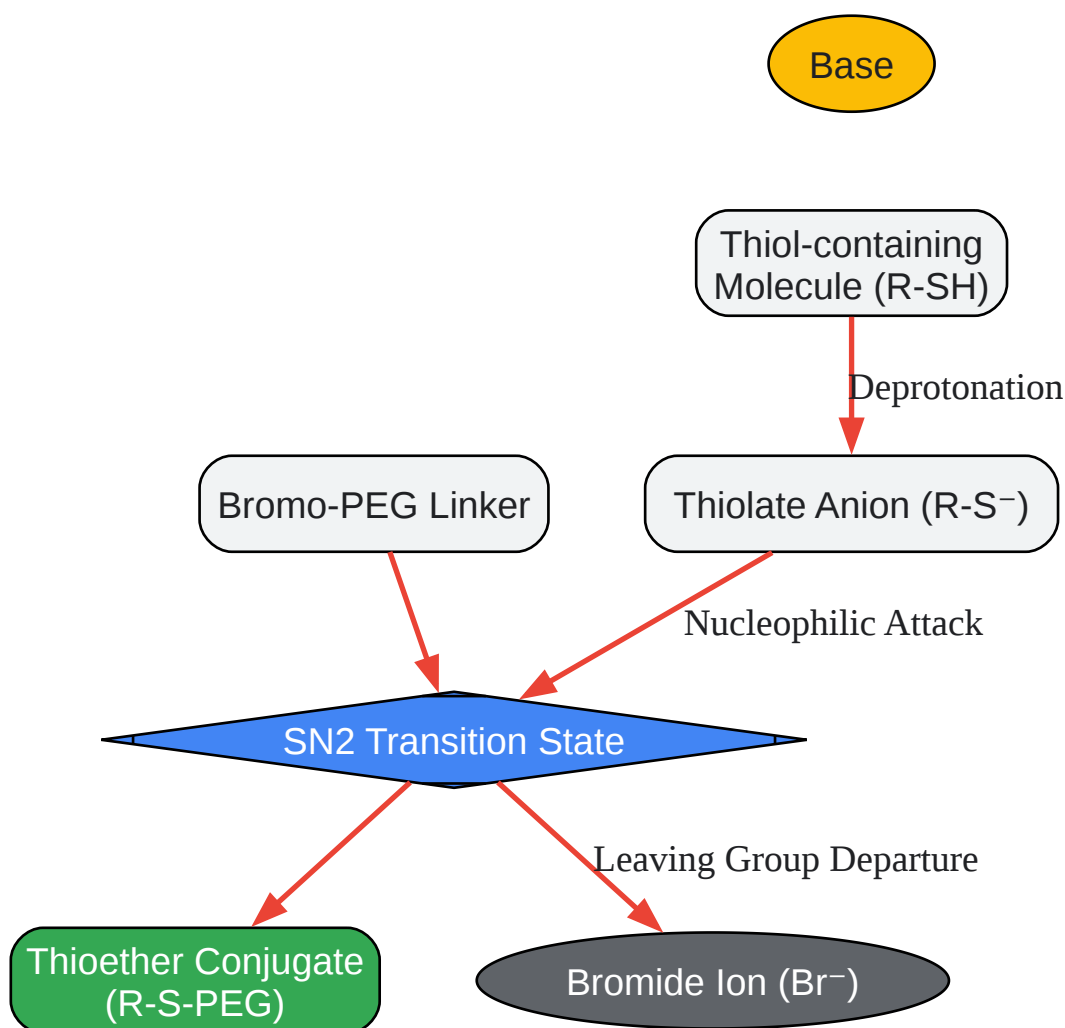 Base
Thiol-containing
Molecule (R-SH)
Deprotonation
Bromo-PEG Linker
Thiolate Anion (R-S⁻)
Nucleophilic Attack
SN2 Transition State
Leaving Group Departure
Thioether Conjugate
(R-S-PEG)
Bromide Ion (Br⁻)